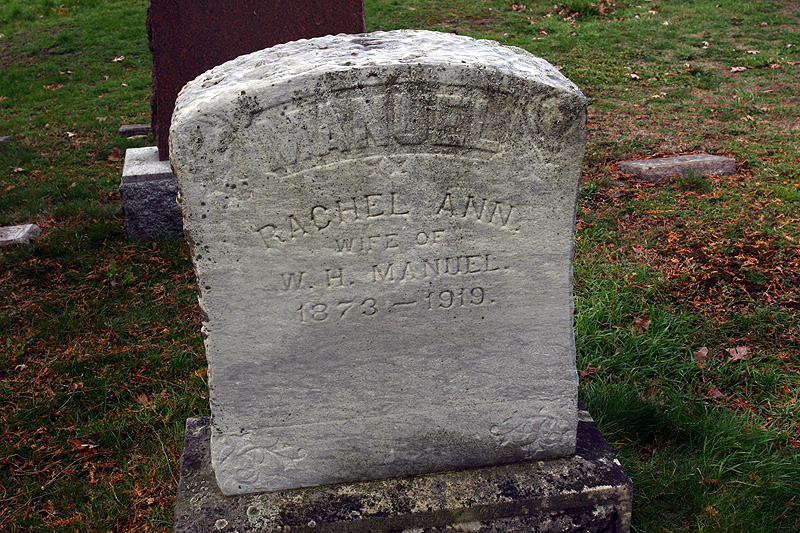 MANUEL
RACHEL ANN,
WIFE OF
W. H. MANUEL.
1873.—1919.